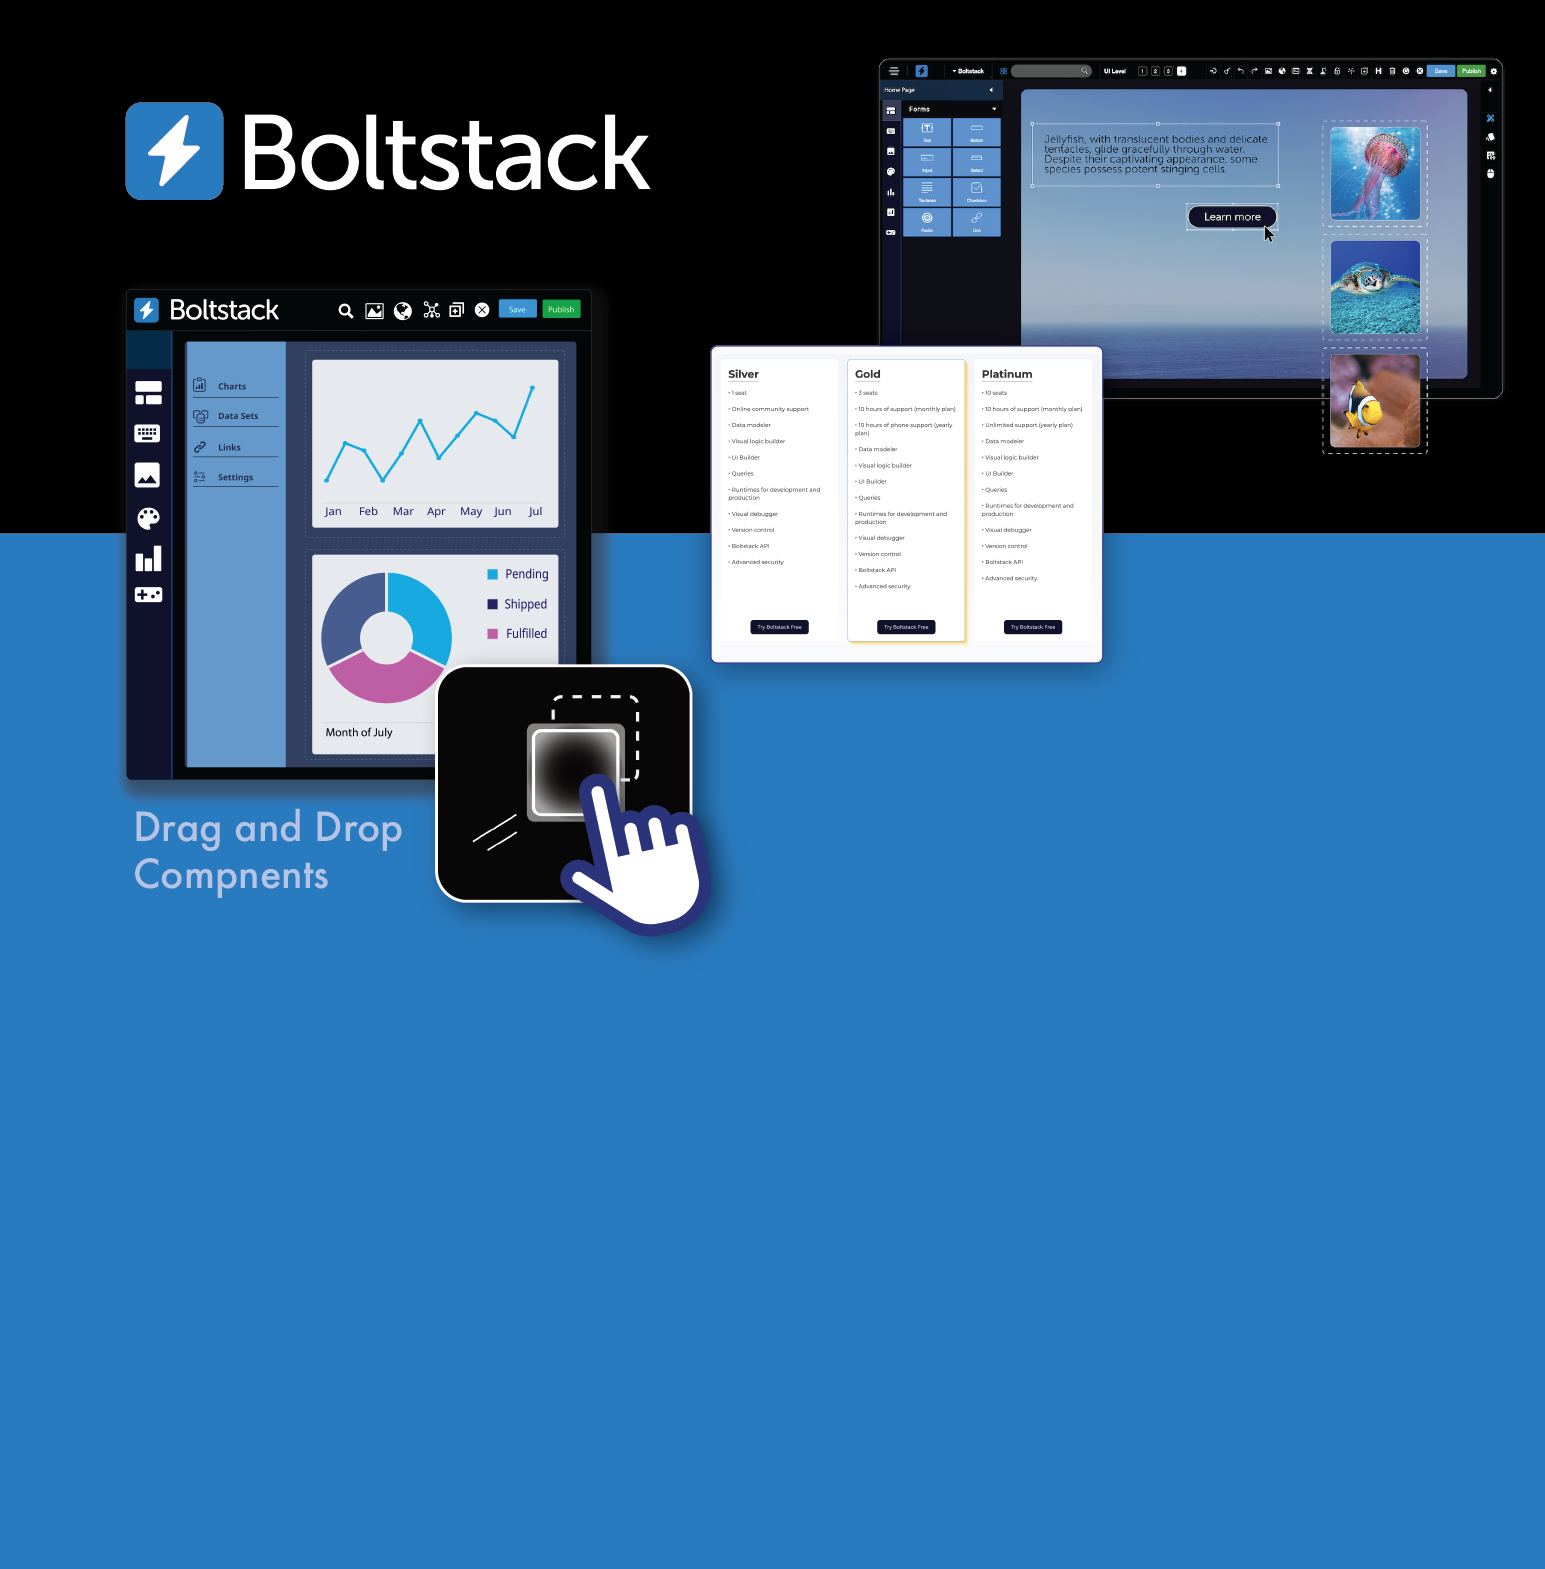 Boltstack
Boltstack
Save
Publish
Charts
Data Sets
Links
Settings
Jan Feb Mar Apr May Jun Jul
Pending
Shipped
Fulfilled
Month of July
Drag and Drop
Compnents
Boltstack
UI Level
1 2 3 4
Save
Publish
Home Page
Forms
Text
Button
Input
Select
Textarea
Checkbox
Radio
Link
Jellyfish, with translucent bodies and delicate
tentacles, glide gracefully through water.
Despite their captivating appearance, some
species possess potent stinging cells.
Learn more
Silver
• 1 seat
• Online community support
• Data modeler
• Visual logic builder
• UI Builder
• Queries
• Runtimes for development and
production
• Visual debugger
• Version control
• Boltstack API
• Advanced security
Try Boltstack Free
Gold
• 3 seats
• 10 hours of support (monthly plan)
• 10 hours of phone support (yearly
plan)
• Data modeler
• Visual logic builder
• UI Builder
• Queries
• Runtimes for development and
production
• Visual debugger
• Version control
• Boltstack API
• Advanced security
Try Boltstack Free
Platinum
• 10 seats
• 10 hours of support (monthly plan)
• Unlimited support (yearly plan)
• Data modeler
• Visual logic builder
• UI Builder
• Queries
• Runtimes for development and
production
• Visual debugger
• Version control
• Boltstack API
• Advanced security
Try Boltstack Free